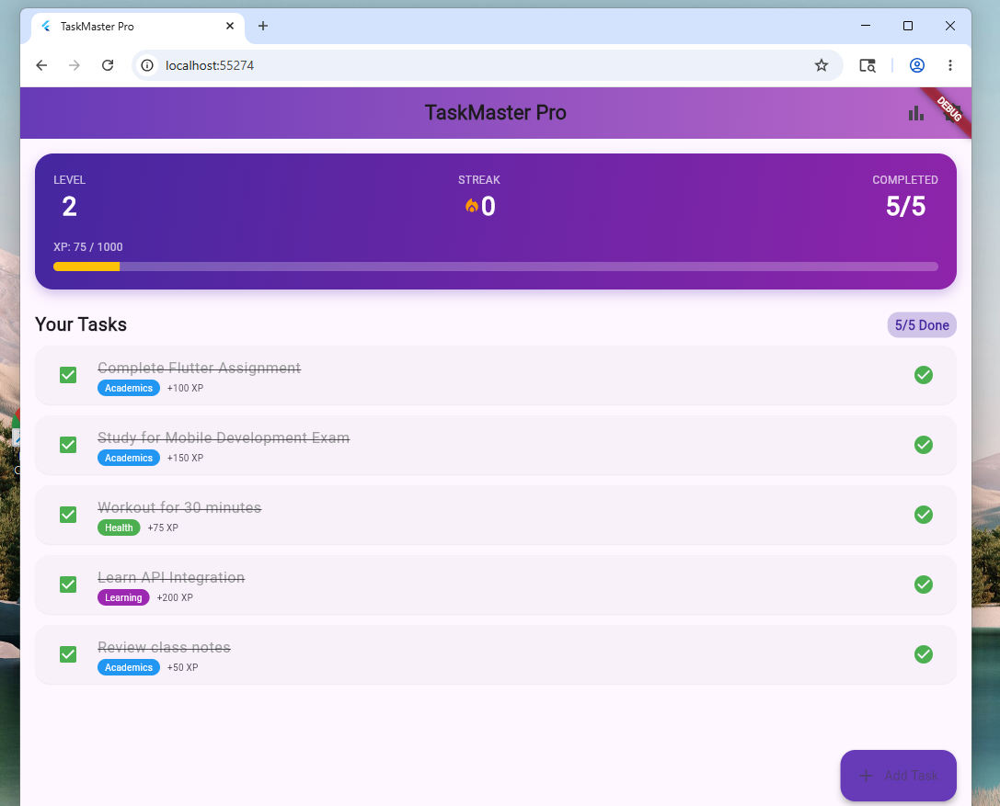 TaskMaster Pro
localhost:55274
TaskMaster Pro
DEBUG
LEVEL
STREAK
COMPLETED
2
0
5/5
XP: 75 / 1000
Your Tasks
5/5 Done
Complete Flutter Assignment
Academics +100 XP
Study for Mobile Development Exam
Academics +150 XP
Workout for 30 minutes
Health +75 XP
Learn API Integration
Learning +200 XP
Review class notes
Academics +50 XP
Add Task